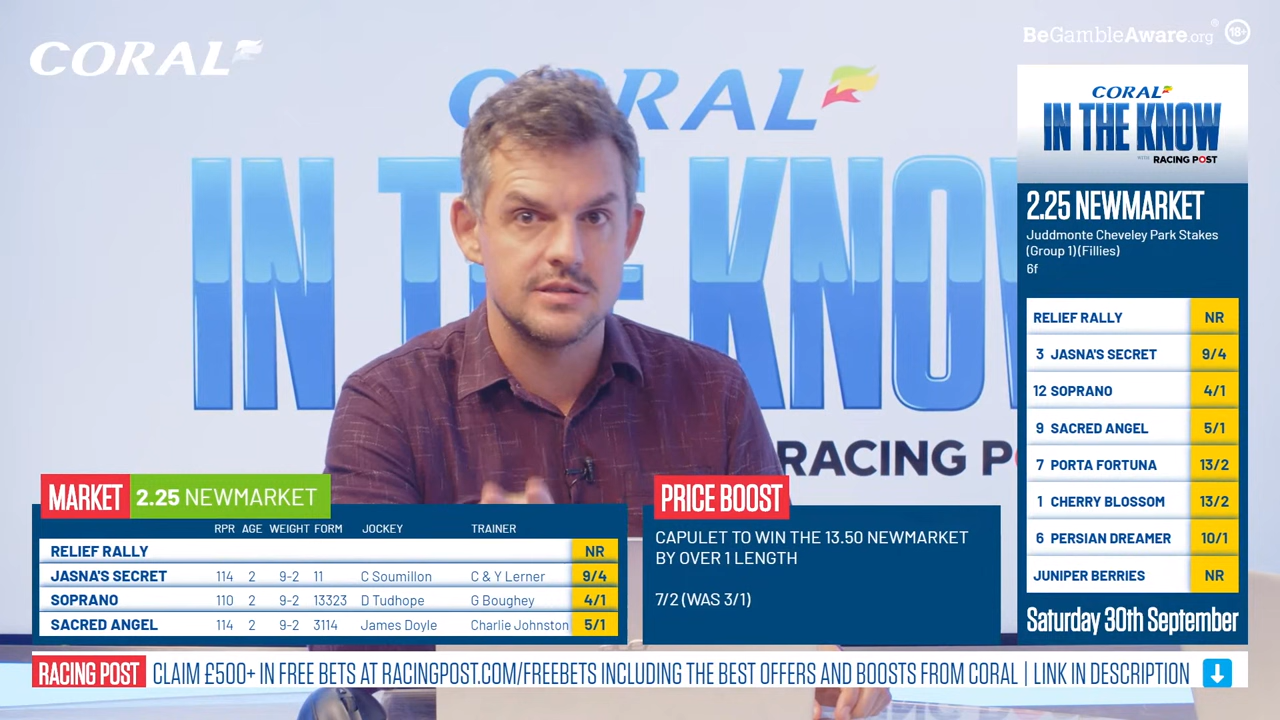 CORAL
BeGambleAware.org® 18+
CORAL
IN THE KNOW
RACING P
CORAL
IN THE KNOW
WITH RACING POST
2.25 NEWMARKET
Juddmonte Cheveley Park Stakes
(Group 1)(Fillies)
6f
RELIEF RALLY NR
3 JASNA'S SECRET 9/4
12 SOPRANO 4/1
9 SACRED ANGEL 5/1
7 PORTA FORTUNA 13/2
1 CHERRY BLOSSOM 13/2
6 PERSIAN DREAMER 10/1
JUNIPER BERRIES NR
Saturday 30th September
MARKET 2.25 NEWMARKET
RPR AGE WEIGHT FORM JOCKEY TRAINER
RELIEF RALLY NR
JASNA'S SECRET 114 2 9-2 11 C Soumillon C & Y Lerner 9/4
SOPRANO 110 2 9-2 13323 D Tudhope G Boughey 4/1
SACRED ANGEL 114 2 9-2 3114 James Doyle Charlie Johnston 5/1
PRICE BOOST
CAPULET TO WIN THE 13.50 NEWMARKET
BY OVER 1 LENGTH
7/2 (WAS 3/1)
RACING POST CLAIM £500+ IN FREE BETS AT RACINGPOST.COM/FREEBETS INCLUDING THE BEST OFFERS AND BOOSTS FROM CORAL | LINK IN DESCRIPTION